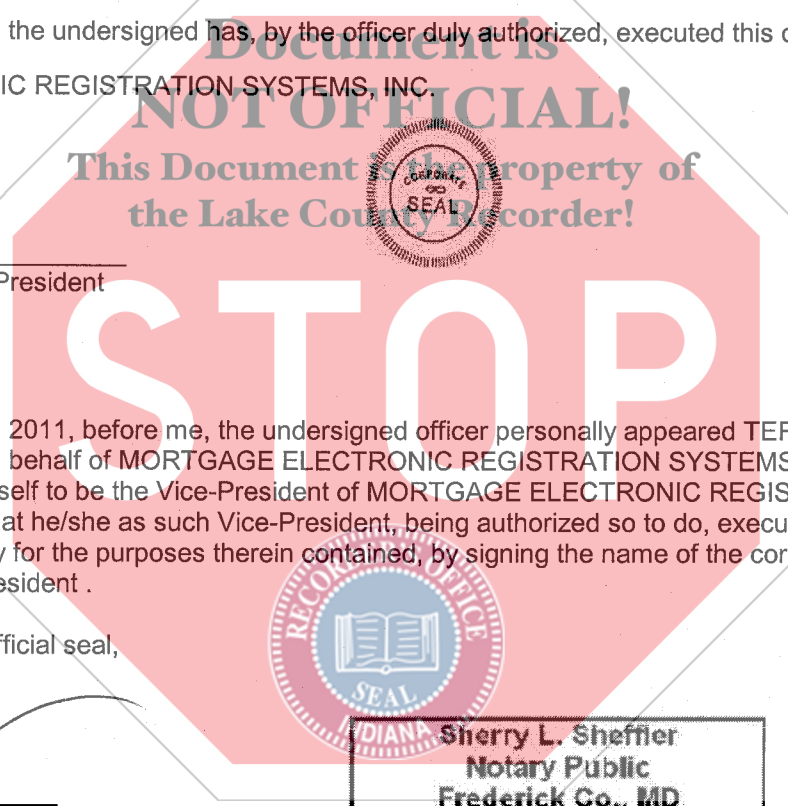 the undersigned has, by the officer duly authorized, executed this
Document is
IC REGISTRATION SYSTEMS, INC.
NOT OFFICIAL!
This Document is the property of
the Lake County Recorder!
CORPORATE
SEAL
President
STOP
2011, before me, the undersigned officer personally appeared
behalf of MORTGAGE ELECTRONIC REGISTRATION SYSTEMS
self to be the Vice-President of MORTGAGE ELECTRONIC REGIS
at he/she as such Vice-President, being authorized so to do, execu
y for the purposes therein contained, by signing the name of the cor
esident .
fficial seal,
RECORDER'S OFFICE
SEAL
INDIANA
Sherry L. Sheffler
Notary Public
Frederick Co., MD